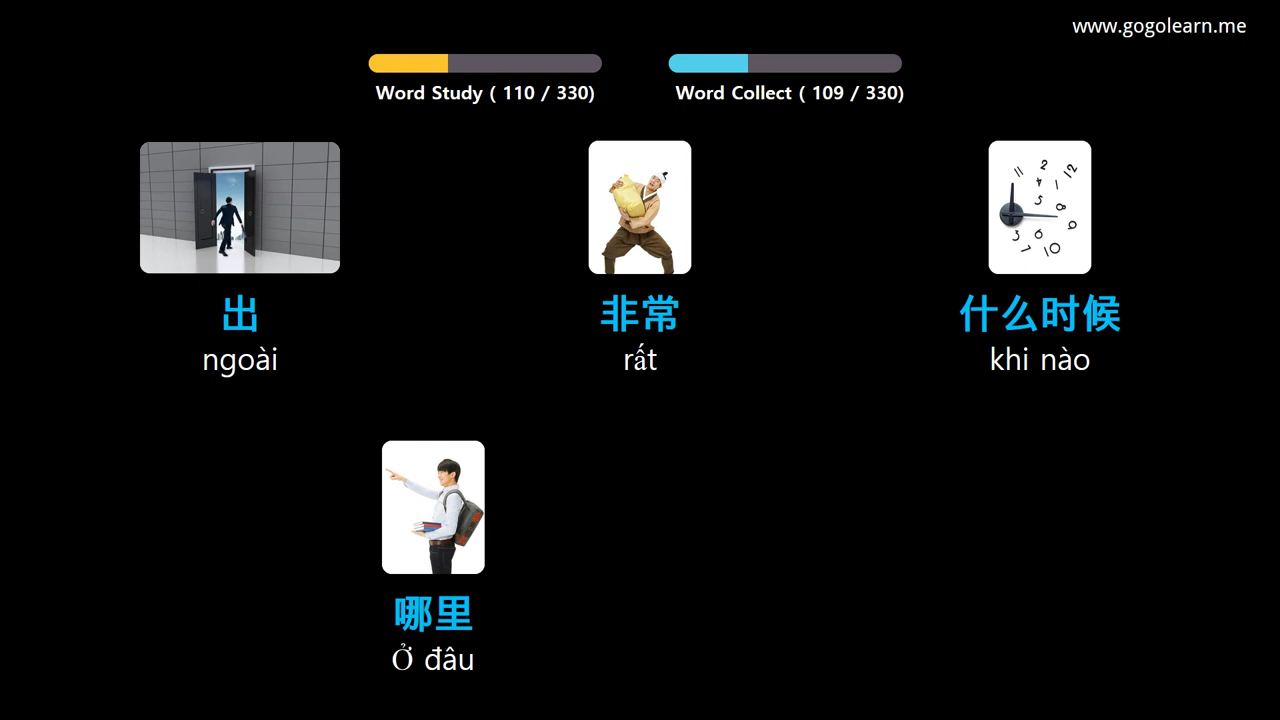 www.gogolearn.me
Word Study ( 110 / 330)
Word Collect ( 109 / 330)
出
ngoài
非常
rất
什么时候
khi nào
哪里
Ở đâu